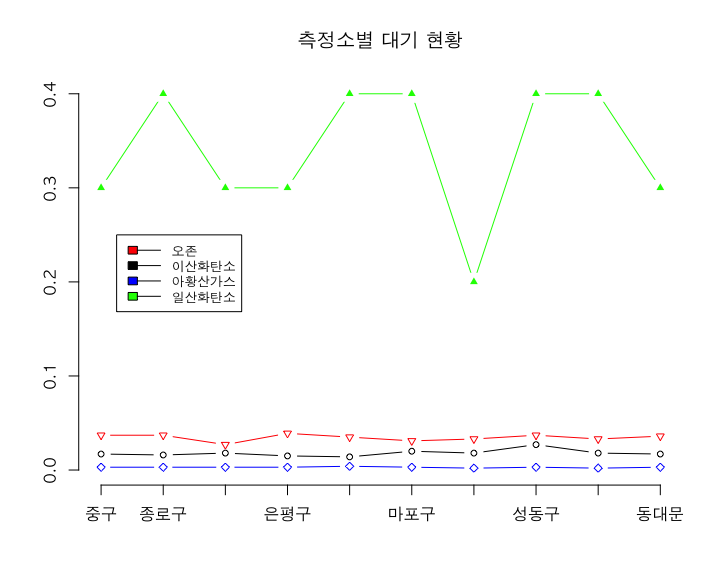 측정소별 대기 현황
0.4
0.3
0.2
0.1
0.0
오존
이산화탄소
아황산가스
일산화탄소
중구 종로구 은평구 마포구 성동구 동대문